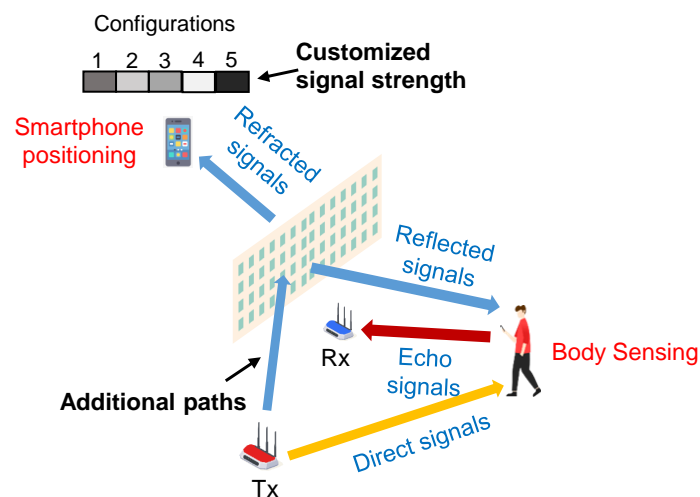 Configurations
1 2 3 4 5
Customized
signal strength
Smartphone
positioning
Refracted
signals
Reflected
signals
Rx
Echo
signals
Body Sensing
Additional paths
Direct signals
Tx